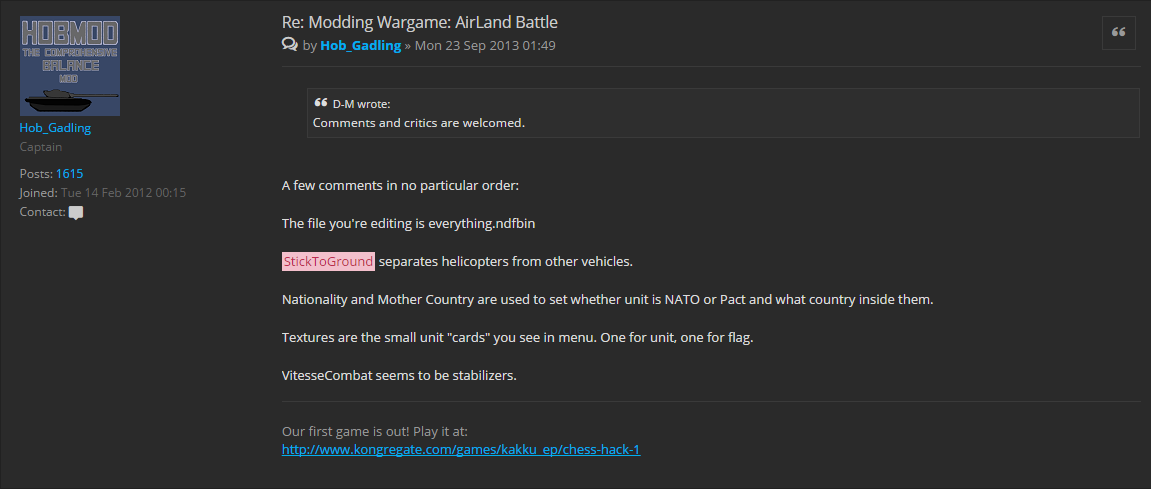 HOBMOD
THE COMPREHENSIVE
BALANCE
MOD
Hob_Gadling
Captain
Posts: 1615
Joined: Tue 14 Feb 2012 00:15
Contact:
Re: Modding Wargame: AirLand Battle
by Hob_Gadling » Mon 23 Sep 2013 01:49
D-M wrote:
Comments and critics are welcomed.
A few comments in no particular order:
The file you're editing is everything.ndfbin
StickToGround separates helicopters from other vehicles.
Nationality and Mother Country are used to set whether unit is NATO or Pact and what country inside them.
Textures are the small unit "cards" you see in menu. One for unit, one for flag.
VitesseCombat seems to be stabilizers.
Our first game is out! Play it at:
http://www.kongregate.com/games/kakku_ep/chess-hack-1